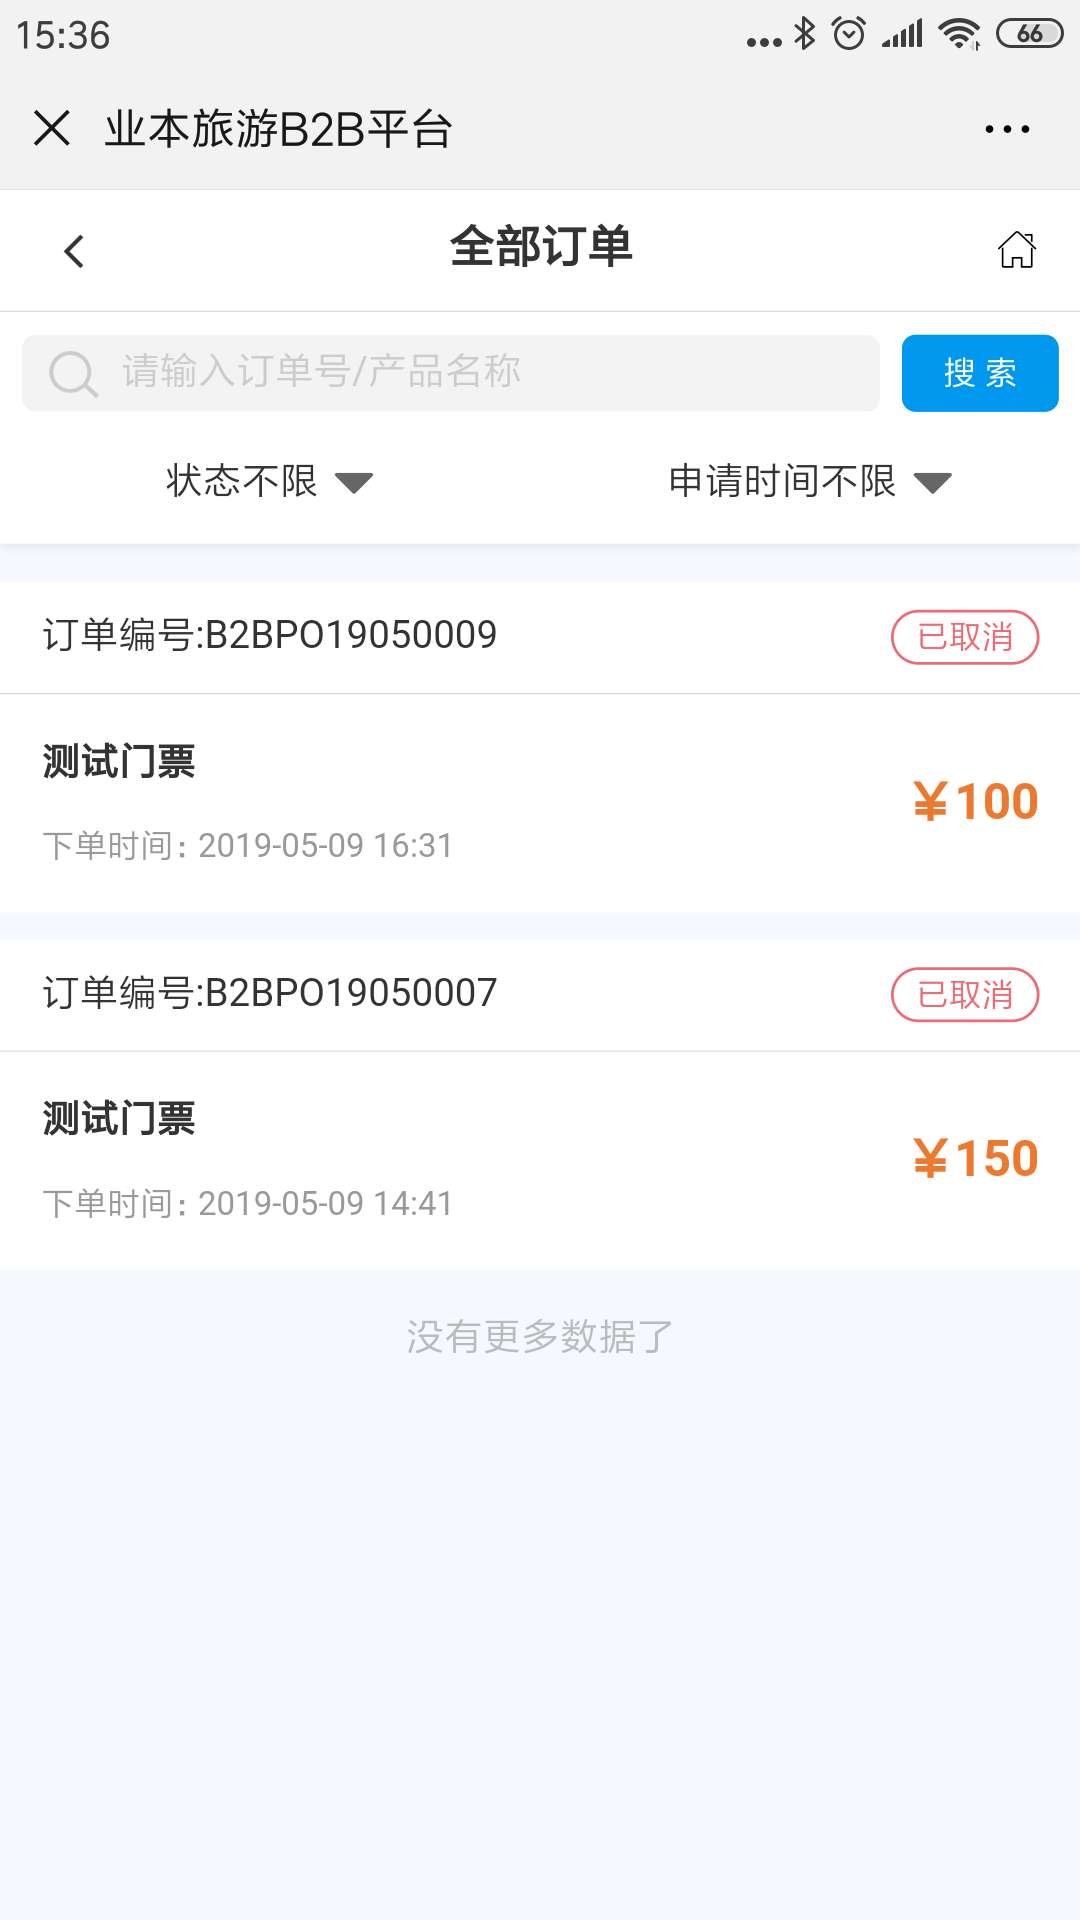 15:36
66
业本旅游B2B平台
全部订单
请输入订单号/产品名称
搜 索
状态不限
申请时间不限
订单编号:B2BPO19050009
已取消
测试门票
¥100
下单时间：2019-05-09 16:31
订单编号:B2BPO19050007
已取消
测试门票
¥150
下单时间：2019-05-09 14:41
没有更多数据了